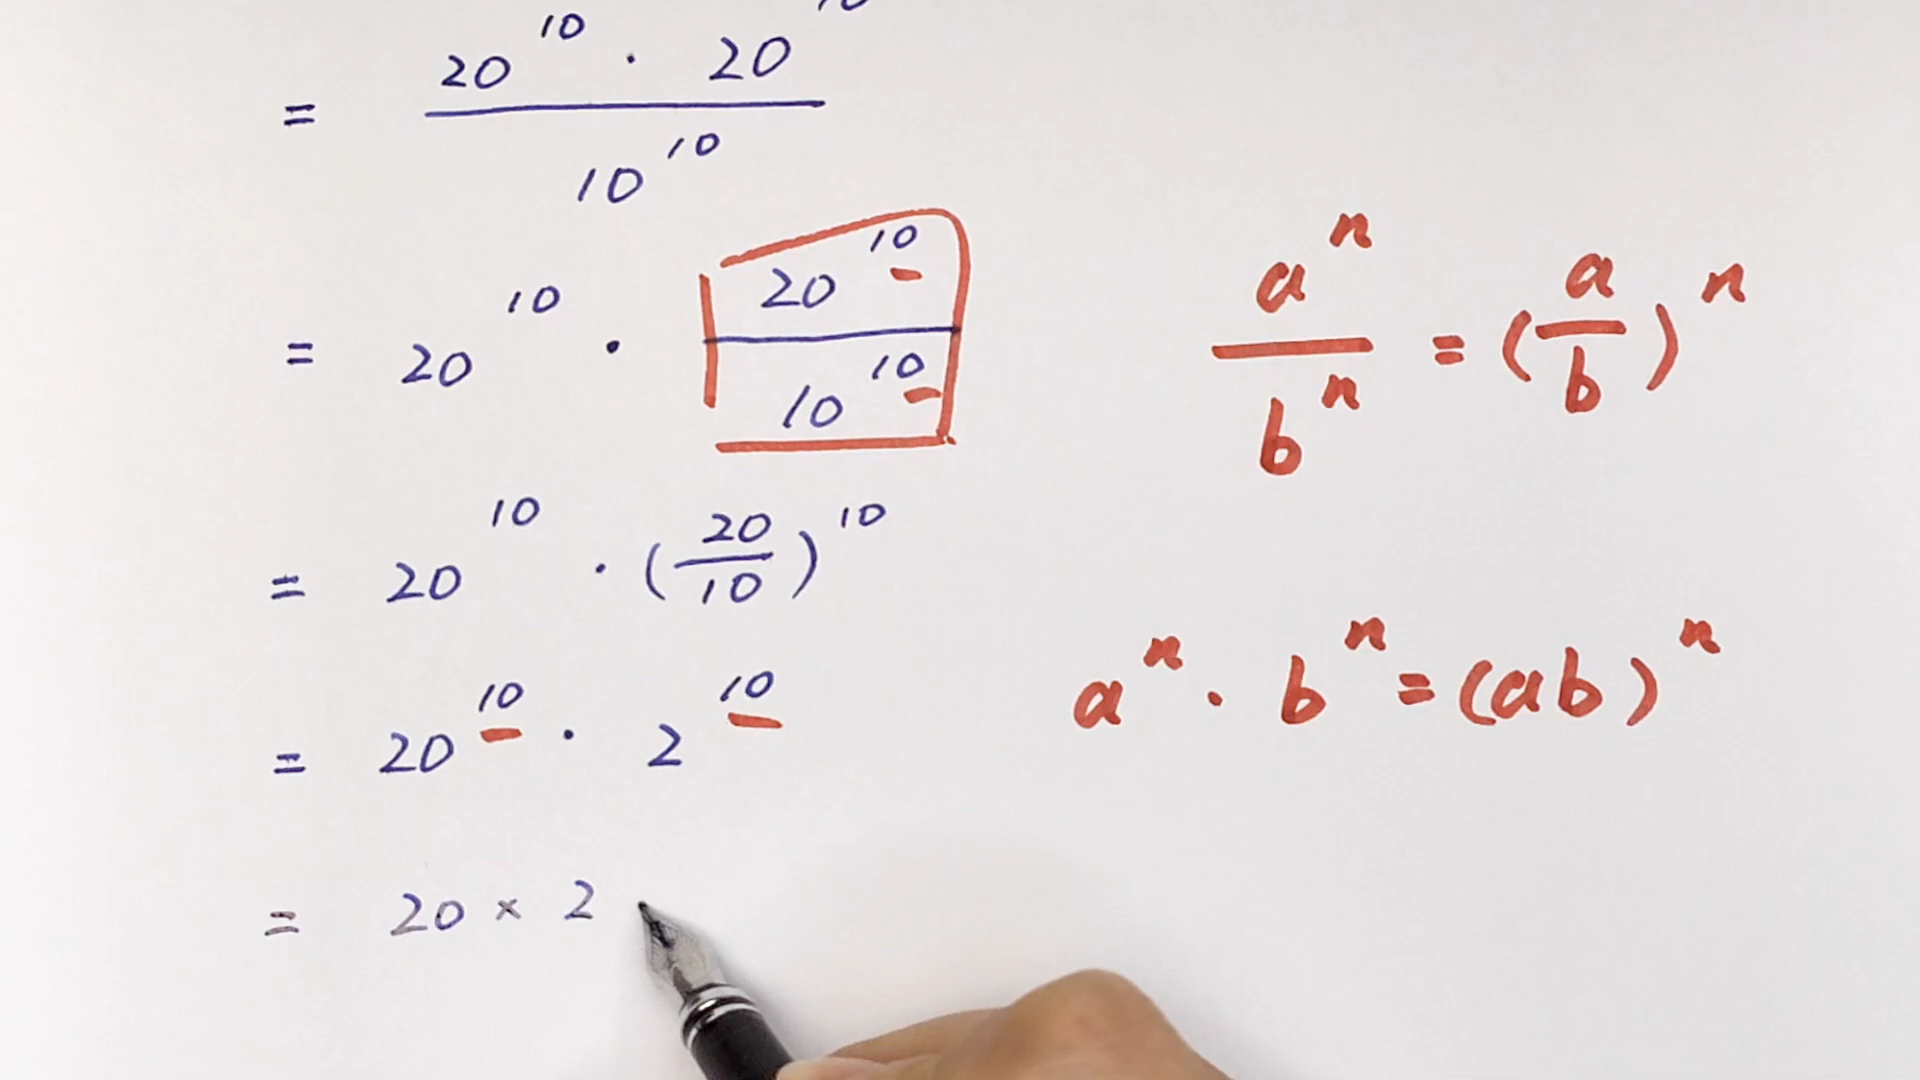 = 20^10 · 20^10 / 10^10
= 20^10 · 20^10 / 10^10
= 20^10 · (20/10)^10
= 20^10 · 2^10
= 20 × 2
a^n / b^n = (a/b)^n
a^n · b^n = (ab)^n